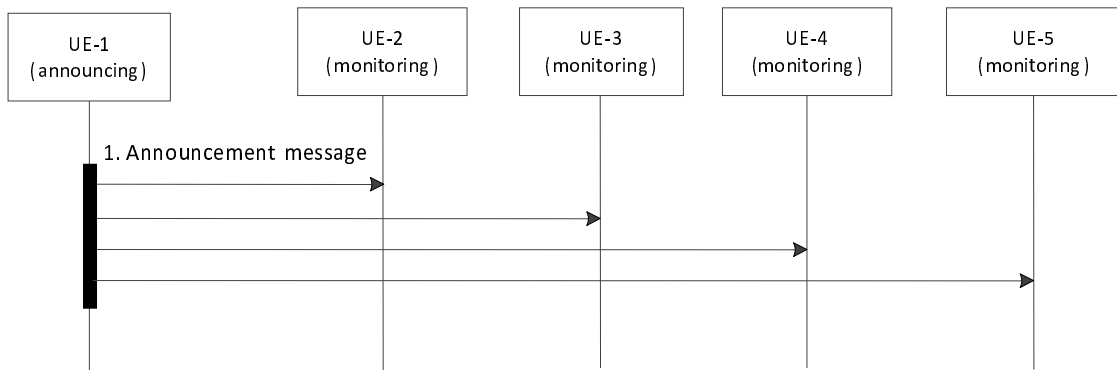 UE-1
(announcing)
UE-2
(monitoring)
UE-3
(monitoring)
UE-4
(monitoring)
UE-5
(monitoring)
1. Announcement message